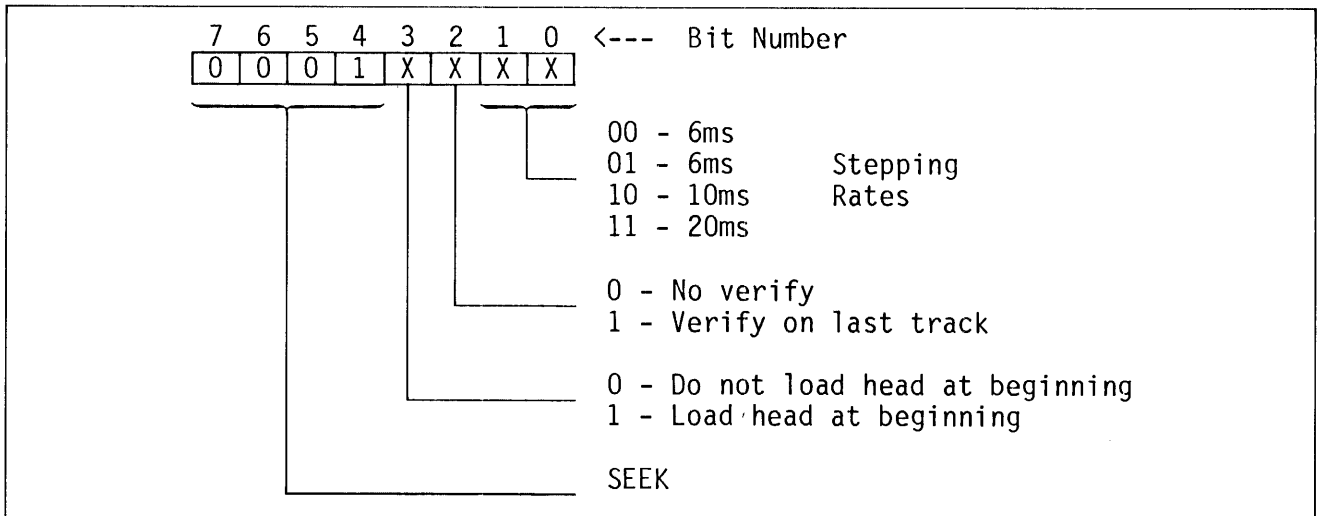 7 6 5 4 3 2 1 0 <--- Bit Number
0 0 0 1 X X X X
00 - 6ms
01 - 6ms Stepping
10 - 10ms Rates
11 - 20ms
0 - No verify
1 - Verify on last track
0 - Do not load head at beginning
1 - Load head at beginning
SEEK